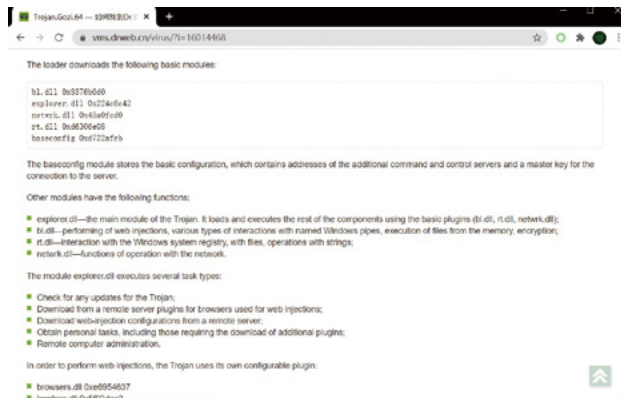 Trojan.Gozi.64 —
vms.drweb.cn/virus/?i=16014468
The loader downloads the following basic modules:
bl.dll
explorer.dll 0x224c6c42
netwrk.dll
rt.dll 0xd6306e08
baseconfig 0xd722afcb
The baseconfig module stores the basic configuration, which contains addresses of the additional command and control servers and a master key for the
connection to the server.
Other modules have the following functions:
explorer.dll—the main module of the Trojan. It loads and executes the rest of the components using the basic plugins (bl.dll, rt.dll, netwrk.dll);
bl.dll—performing of web injections, various types of interactions with named Windows pipes, execution of files from the memory, encryption;
rt.dll—interaction with the Windows system registry, with files, operations with strings;
netwrk.dll—functions of operation with the network.
The module explorer.dll executes several task types:
Check for any updates for the Trojan;
Download from a remote server plugins for browsers used for web injections;
Download web-injection configurations from a remote server;
Obtain personal tasks, including those requiring the download of additional plugins;
Remote computer administration.
In order to perform web injections, the Trojan uses its own configurable plugin:
browsers.dll 0xe6954637